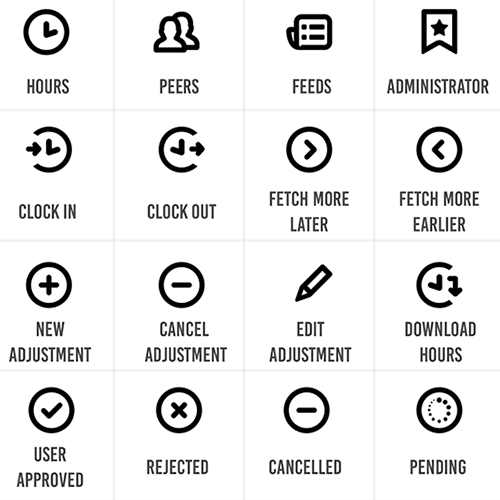 HOURS
PEERS
FEEDS
ADMINISTRATOR
CLOCK IN
CLOCK OUT
FETCH MORE
LATER
FETCH MORE
EARLIER
NEW
ADJUSTMENT
CANCEL
ADJUSTMENT
EDIT
ADJUSTMENT
DOWNLOAD
HOURS
USER
APPROVED
REJECTED
CANCELLED
PENDING